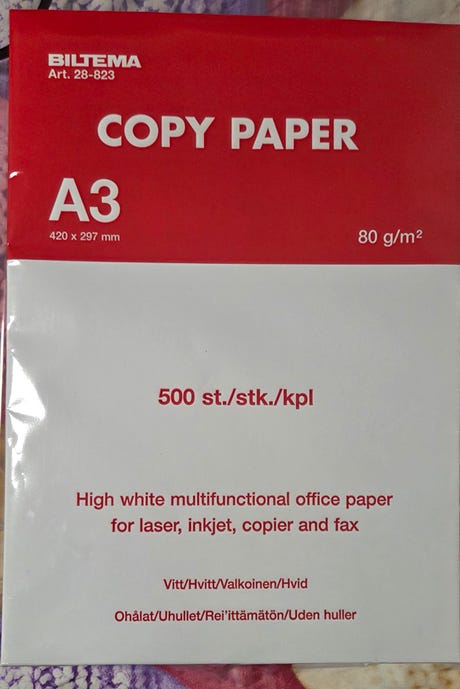 BILTEMA
Art. 28-823
COPY PAPER
A3
420 x 297 mm
80 g/m²
500 st./stk./kpl
High white multifunctional office paper
for laser, inkjet, copier and fax
Vitt/Hvitt/Valkoinen/Hvid
Ohålat/Uhullet/Rei'ittämätön/Uden huller